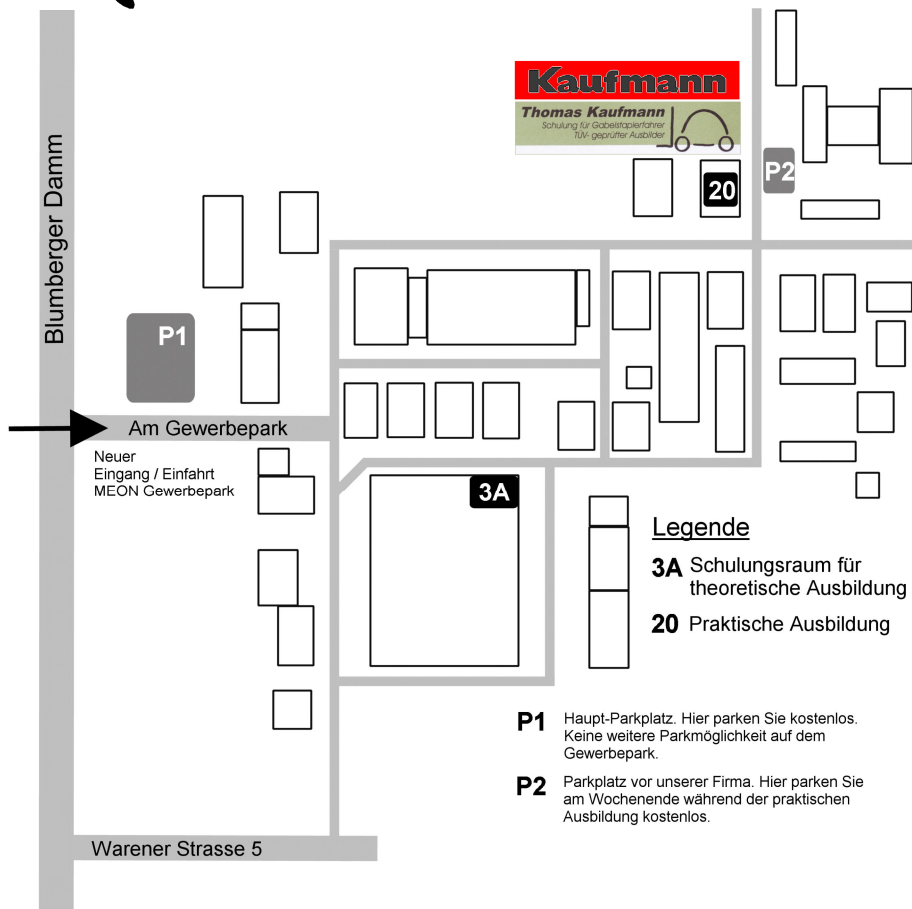 Kaufmann
Thomas Kaufmann
Schulung für Gabelstaplerfahrer
TÜV- geprüfter Ausbilder
P2
20
Blumberger Damm
P1
Am Gewerbepark
Neuer
Eingang / Einfahrt
MEON Gewerbepark
3A
Legende
3A Schulungsraum für
theoretische Ausbildung
20 Praktische Ausbildung
P1 Haupt-Parkplatz. Hier parken Sie kostenlos.
Keine weitere Parkmöglichkeit auf dem
Gewerbepark.
P2 Parkplatz vor unserer Firma. Hier parken Sie
am Wochenende während der praktischen
Ausbildung kostenlos.
Warener Strasse 5